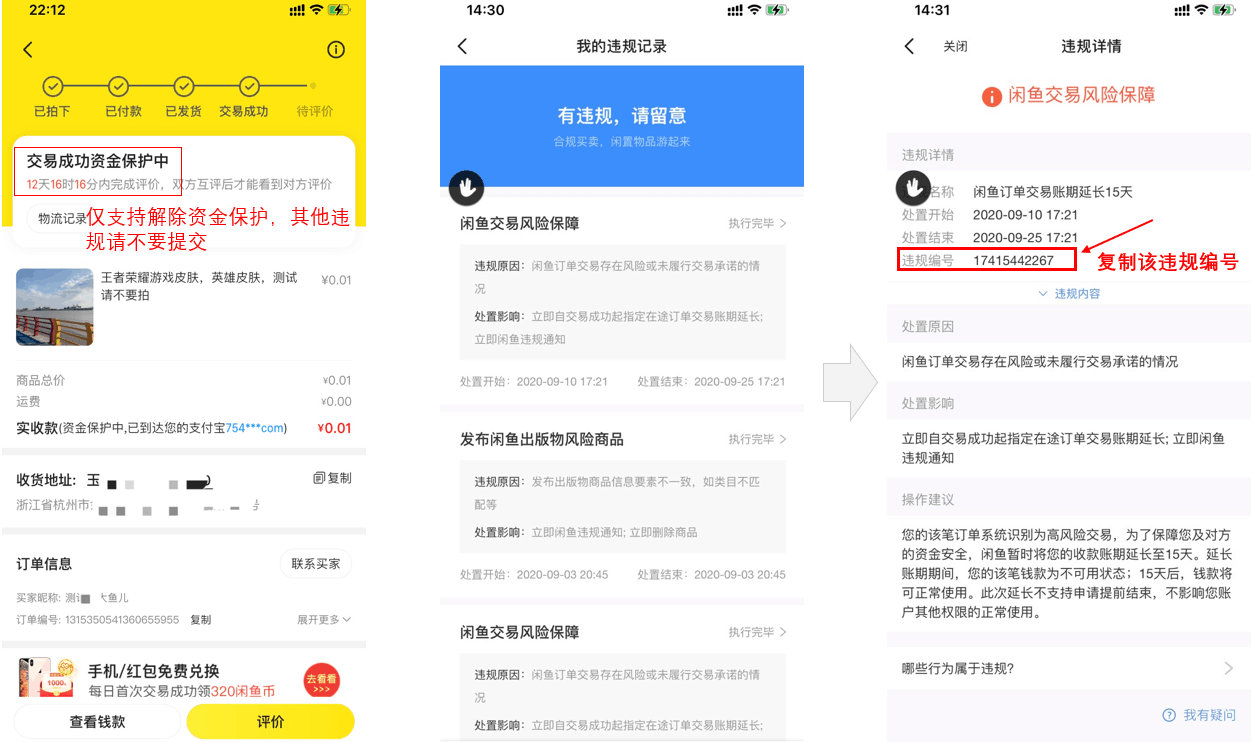 22:12
已拍下
已付款
已发货
交易成功
待评价
交易成功资金保护中
12天16时16分内完成评价，双方互评后才能看到对方评价
物流记录
仅支持解除资金保护，其他违
规请不要提交
王者荣耀游戏皮肤，英雄皮肤，测试
请不要拍
¥0.01
商品总价
¥0.01
运费
¥0.00
实收款(资金保护中,已到达您的支付宝754***com)
¥0.01
收货地址:
复制
浙江省杭州市:
订单信息
联系买家
买家昵称: 测 大鱼儿
订单编号: 1315350541360655955 复制
展开更多
手机/红包免费兑换
每日首次交易成功领320闲鱼币
去看看
>>>
1000
查看钱款
评价
14:30
我的违规记录
有违规，请留意
合规买卖，闲置物品游起来
闲鱼交易风险保障
执行完毕
违规原因：闲鱼订单交易存在风险或未履行交易承诺的情
况
处置影响：立即自交易成功起指定在途订单交易账期延长;
立即闲鱼违规通知
处置开始：2020-09-10 17:21
处置结束：2020-09-25 17:21
发布闲鱼出版物风险商品
执行完毕
违规原因：发布出版物商品信息要素不一致，如类目不匹
配等
处置影响：立即闲鱼违规通知; 立即删除商品
处置开始：2020-09-03 20:45
处置结束：2020-09-03 20:45
闲鱼交易风险保障
执行完毕
违规原因：闲鱼订单交易存在风险或未履行交易承诺的情
况
处置影响：立即自交易成功起指定在途订单交易账期延长;
14:31
关闭
违规详情
闲鱼交易风险保障
违规详情
名称 闲鱼订单交易账期延长15天
处置开始 2020-09-10 17:21
处置结束 2020-09-25 17:21
违规编号 17415442267
复制该违规编号
违规内容
处置原因
闲鱼订单交易存在风险或未履行交易承诺的情况
处置影响
立即自交易成功起指定在途订单交易账期延长; 立即闲鱼
违规通知
操作建议
您的该笔订单系统识别为高风险交易，为了保障您及对方
的资金安全，闲鱼暂时将您的收款账期延长至15天。延长
账期期间，您的该笔钱款为不可用状态；15天后，钱款将
可正常使用。此次延长不支持申请提前结束，不影响您账
户其他权限的正常使用。
哪些行为属于违规?
我有疑问